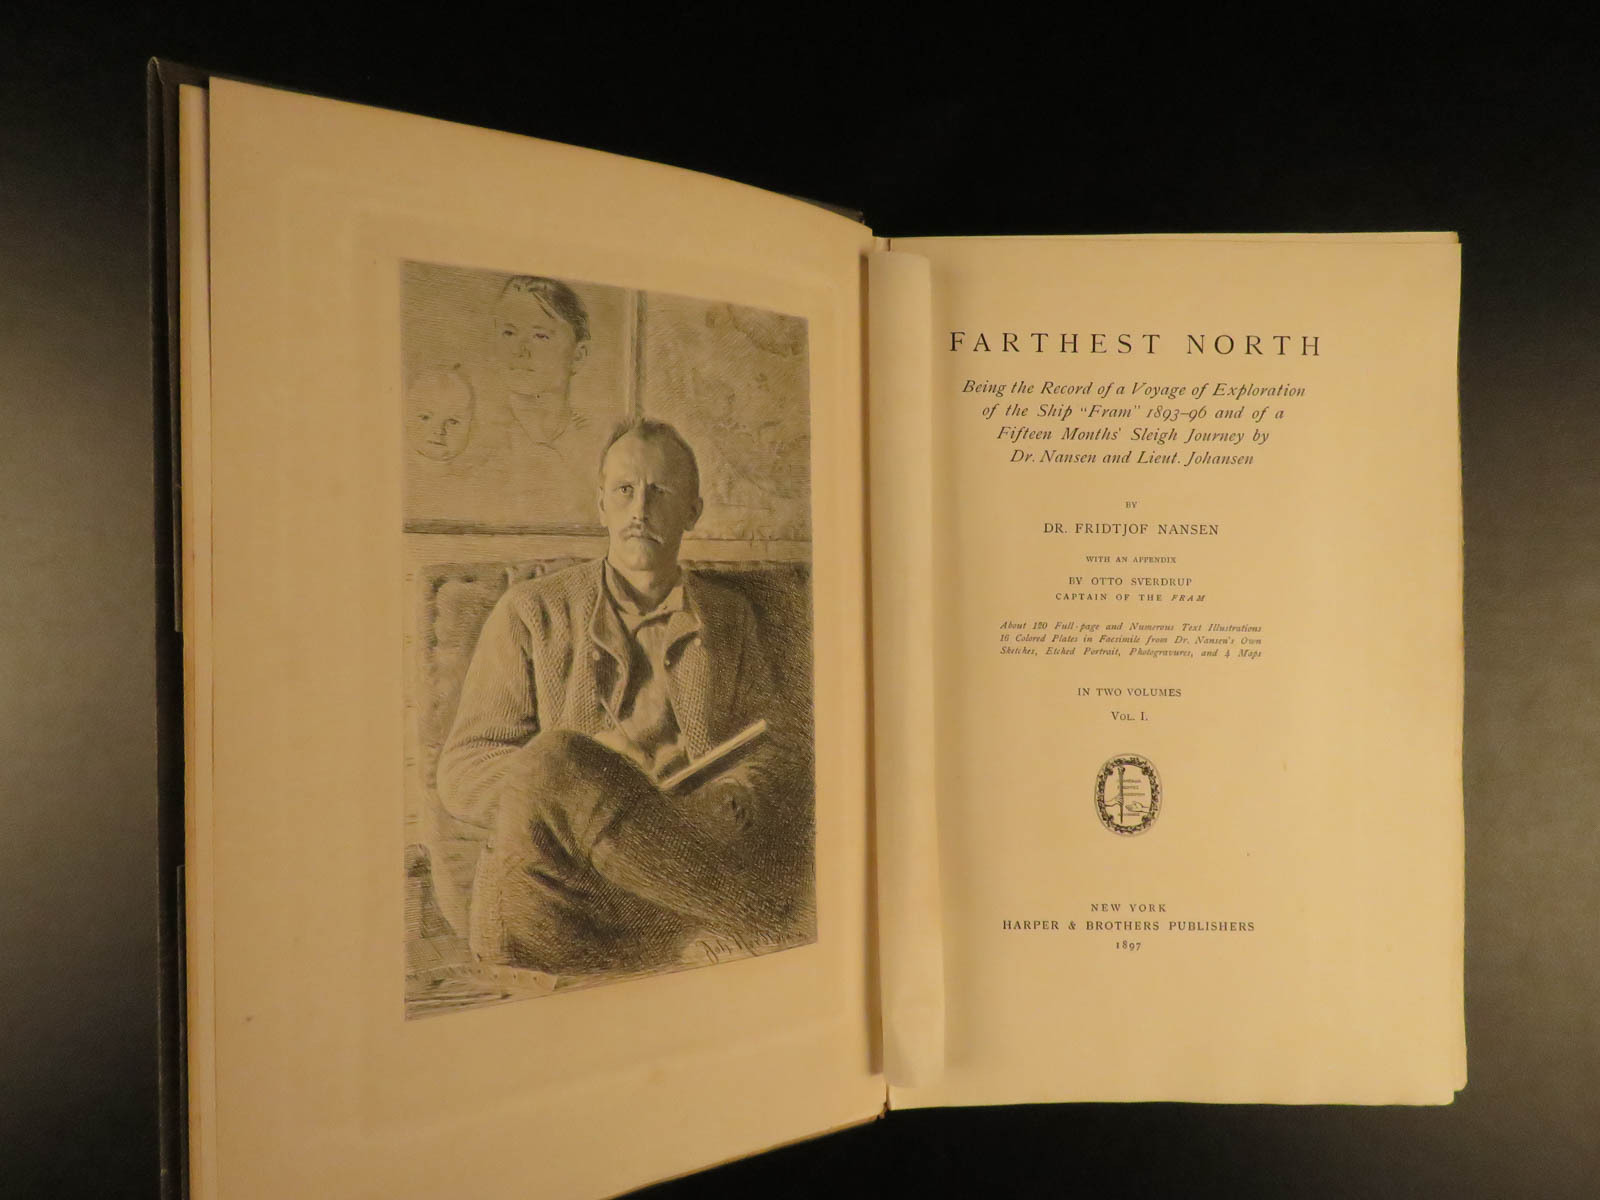 FARTHEST NORTH
Being the Record of a Voyage of Exploration
of the Ship "Fram" 1893–96 and of a
Fifteen Months' Sleigh Journey by
Dr. Nansen and Lieut. Johansen
BY
DR. FRIDTJOF NANSEN
WITH AN APPENDIX
BY OTTO SVERDRUP
CAPTAIN OF THE FRAM
About 120 Full-page and Numerous Text Illustrations
16 Colored Plates in Facsimile from Dr. Nansen's Own
Sketches, Etched Portrait, Photogravures, and 4 Maps
IN TWO VOLUMES
VOL. I.
NEW YORK
HARPER & BROTHERS PUBLISHERS
1897